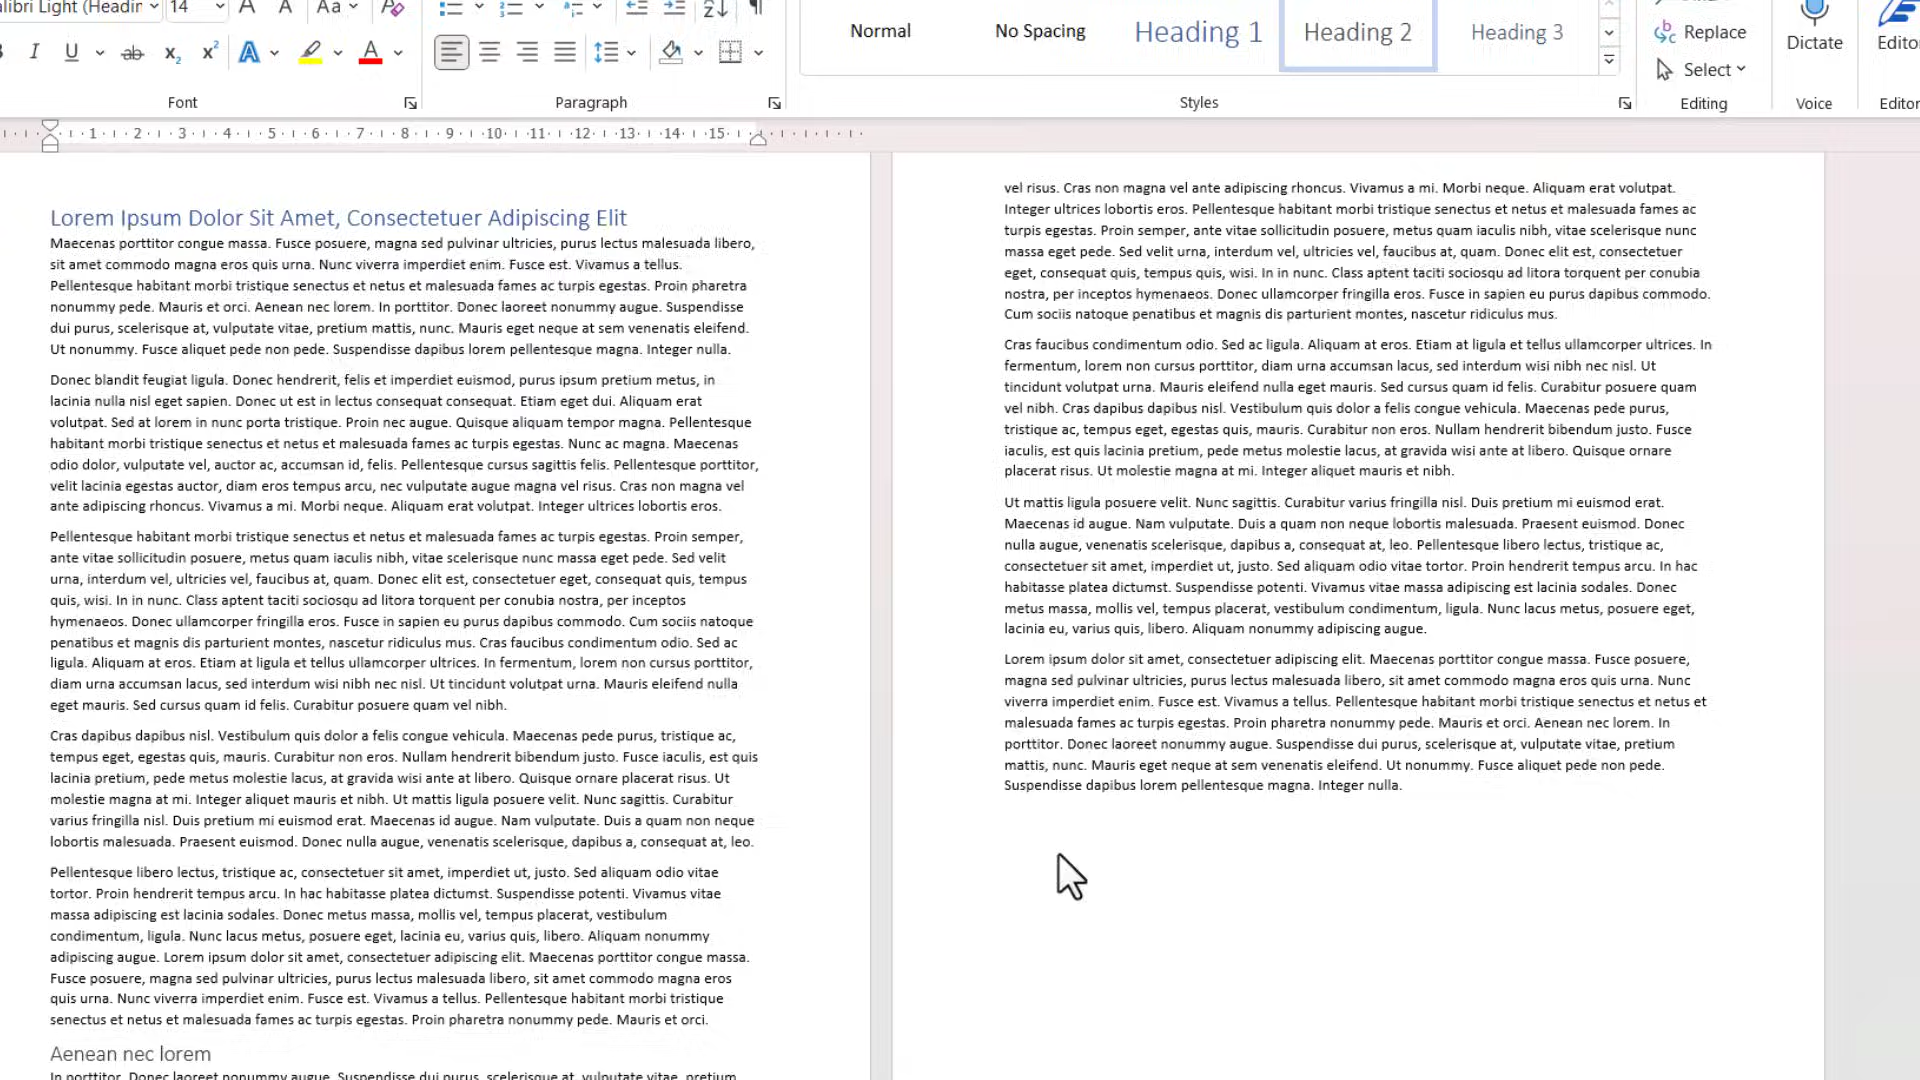 14
Aa
Font
Paragraph
Normal
No Spacing
Heading 1
Heading 2
Heading 3
Styles
Replace
Select
Editing
Dictate
Voice
Editor
1 2 3 4 5 6 7 8 9 10 11 12 13 14 15
Lorem Ipsum Dolor Sit Amet, Consectetuer Adipiscing Elit
Maecenas porttitor congue massa. Fusce posuere, magna sed pulvinar ultricies, purus lectus malesuada libero,
sit amet commodo magna eros quis urna. Nunc viverra imperdiet enim. Fusce est. Vivamus a tellus.
Pellentesque habitant morbi tristique senectus et netus et malesuada fames ac turpis egestas. Proin pharetra
nonummy pede. Mauris et orci. Aenean nec lorem. In porttitor. Donec laoreet nonummy augue. Suspendisse
dui purus, scelerisque at, vulputate vitae, pretium mattis, nunc. Mauris eget neque at sem venenatis eleifend.
Ut nonummy. Fusce aliquet pede non pede. Suspendisse dapibus lorem pellentesque magna. Integer nulla.
Donec blandit feugiat ligula. Donec hendrerit, felis et imperdiet euismod, purus ipsum pretium metus, in
lacinia nulla nisl eget sapien. Donec ut est in lectus consequat consequat. Etiam eget dui. Aliquam erat
volutpat. Sed at lorem in nunc porta tristique. Proin nec augue. Quisque aliquam tempor magna. Pellentesque
habitant morbi tristique senectus et netus et malesuada fames ac turpis egestas. Nunc ac magna. Maecenas
odio dolor, vulputate vel, auctor ac, accumsan id, felis. Pellentesque cursus sagittis felis. Pellentesque porttitor,
velit lacinia egestas auctor, diam eros tempus arcu, nec vulputate augue magna vel risus. Cras non magna vel
ante adipiscing rhoncus. Vivamus a mi. Morbi neque. Aliquam erat volutpat. Integer ultrices lobortis eros.
Pellentesque habitant morbi tristique senectus et netus et malesuada fames ac turpis egestas. Proin semper,
ante vitae sollicitudin posuere, metus quam iaculis nibh, vitae scelerisque nunc massa eget pede. Sed velit
urna, interdum vel, ultricies vel, faucibus at, quam. Donec elit est, consectetuer eget, consequat quis, tempus
quis, wisi. In in nunc. Class aptent taciti sociosqu ad litora torquent per conubia nostra, per inceptos
hymenaeos. Donec ullamcorper fringilla eros. Fusce in sapien eu purus dapibus commodo. Cum sociis natoque
penatibus et magnis dis parturient montes, nascetur ridiculus mus. Cras faucibus condimentum odio. Sed ac
ligula. Aliquam at eros. Etiam at ligula et tellus ullamcorper ultrices. In fermentum, lorem non cursus porttitor,
diam urna accumsan lacus, sed interdum wisi nibh nec nisl. Ut tincidunt volutpat urna. Mauris eleifend nulla
eget mauris. Sed cursus quam id felis. Curabitur posuere quam vel nibh.
Cras dapibus dapibus nisl. Vestibulum quis dolor a felis congue vehicula. Maecenas pede purus, tristique ac,
tempus eget, egestas quis, mauris. Curabitur non eros. Nullam hendrerit bibendum justo. Fusce iaculis, est quis
lacinia pretium, pede metus molestie lacus, at gravida wisi ante at libero. Quisque ornare placerat risus. Ut
molestie magna at mi. Integer aliquet mauris et nibh. Ut mattis ligula posuere velit. Nunc sagittis. Curabitur
varius fringilla nisl. Duis pretium mi euismod erat. Maecenas id augue. Nam vulputate. Duis a quam non neque
lobortis malesuada. Praesent euismod. Donec nulla augue, venenatis scelerisque, dapibus a, consequat at, leo.
Pellentesque libero lectus, tristique ac, consectetuer sit amet, imperdiet ut, justo. Sed aliquam odio vitae
tortor. Proin hendrerit tempus arcu. In hac habitasse platea dictumst. Suspendisse potenti. Vivamus vitae
massa adipiscing est lacinia sodales. Donec metus massa, mollis vel, tempus placerat, vestibulum
condimentum, ligula. Nunc lacus metus, posuere eget, lacinia eu, varius quis, libero. Aliquam nonummy
adipiscing augue. Lorem ipsum dolor sit amet, consectetuer adipiscing elit. Maecenas porttitor congue massa.
Fusce posuere, magna sed pulvinar ultricies, purus lectus malesuada libero, sit amet commodo magna eros
quis urna. Nunc viverra imperdiet enim. Fusce est. Vivamus a tellus. Pellentesque habitant morbi tristique
senectus et netus et malesuada fames ac turpis egestas. Proin pharetra nonummy pede. Mauris et orci.
Aenean nec lorem
In porttitor. Donec laoreet nonummy augue. Suspendisse dui purus, scelerisque at, vulputate vitae, pretium
vel risus. Cras non magna vel ante adipiscing rhoncus. Vivamus a mi. Morbi neque. Aliquam erat volutpat.
Integer ultrices lobortis eros. Pellentesque habitant morbi tristique senectus et netus et malesuada fames ac
turpis egestas. Proin semper, ante vitae sollicitudin posuere, metus quam iaculis nibh, vitae scelerisque nunc
massa eget pede. Sed velit urna, interdum vel, ultricies vel, faucibus at, quam. Donec elit est, consectetuer
eget, consequat quis, tempus quis, wisi. In in nunc. Class aptent taciti sociosqu ad litora torquent per conubia
nostra, per inceptos hymenaeos. Donec ullamcorper fringilla eros. Fusce in sapien eu purus dapibus commodo.
Cum sociis natoque penatibus et magnis dis parturient montes, nascetur ridiculus mus.
Cras faucibus condimentum odio. Sed ac ligula. Aliquam at eros. Etiam at ligula et tellus ullamcorper ultrices. In
fermentum, lorem non cursus porttitor, diam urna accumsan lacus, sed interdum wisi nibh nec nisl. Ut
tincidunt volutpat urna. Mauris eleifend nulla eget mauris. Sed cursus quam id felis. Curabitur posuere quam
vel nibh. Cras dapibus dapibus nisl. Vestibulum quis dolor a felis congue vehicula. Maecenas pede purus,
tristique ac, tempus eget, egestas quis, mauris. Curabitur non eros. Nullam hendrerit bibendum justo. Fusce
iaculis, est quis lacinia pretium, pede metus molestie lacus, at gravida wisi ante at libero. Quisque ornare
placerat risus. Ut molestie magna at mi. Integer aliquet mauris et nibh.
Ut mattis ligula posuere velit. Nunc sagittis. Curabitur varius fringilla nisl. Duis pretium mi euismod erat.
Maecenas id augue. Nam vulputate. Duis a quam non neque lobortis malesuada. Praesent euismod. Donec
nulla augue, venenatis scelerisque, dapibus a, consequat at, leo. Pellentesque libero lectus, tristique ac,
consectetuer sit amet, imperdiet ut, justo. Sed aliquam odio vitae tortor. Proin hendrerit tempus arcu. In hac
habitasse platea dictumst. Suspendisse potenti. Vivamus vitae massa adipiscing est lacinia sodales. Donec
metus massa, mollis vel, tempus placerat, vestibulum condimentum, ligula. Nunc lacus metus, posuere eget,
lacinia eu, varius quis, libero. Aliquam nonummy adipiscing augue.
Lorem ipsum dolor sit amet, consectetuer adipiscing elit. Maecenas porttitor congue massa. Fusce posuere,
magna sed pulvinar ultricies, purus lectus malesuada libero, sit amet commodo magna eros quis urna. Nunc
viverra imperdiet enim. Fusce est. Vivamus a tellus. Pellentesque habitant morbi tristique senectus et netus et
malesuada fames ac turpis egestas. Proin pharetra nonummy pede. Mauris et orci. Aenean nec lorem. In
porttitor. Donec laoreet nonummy augue. Suspendisse dui purus, scelerisque at, vulputate vitae, pretium
mattis, nunc. Mauris eget neque at sem venenatis eleifend. Ut nonummy. Fusce aliquet pede non pede.
Suspendisse dapibus lorem pellentesque magna. Integer nulla.